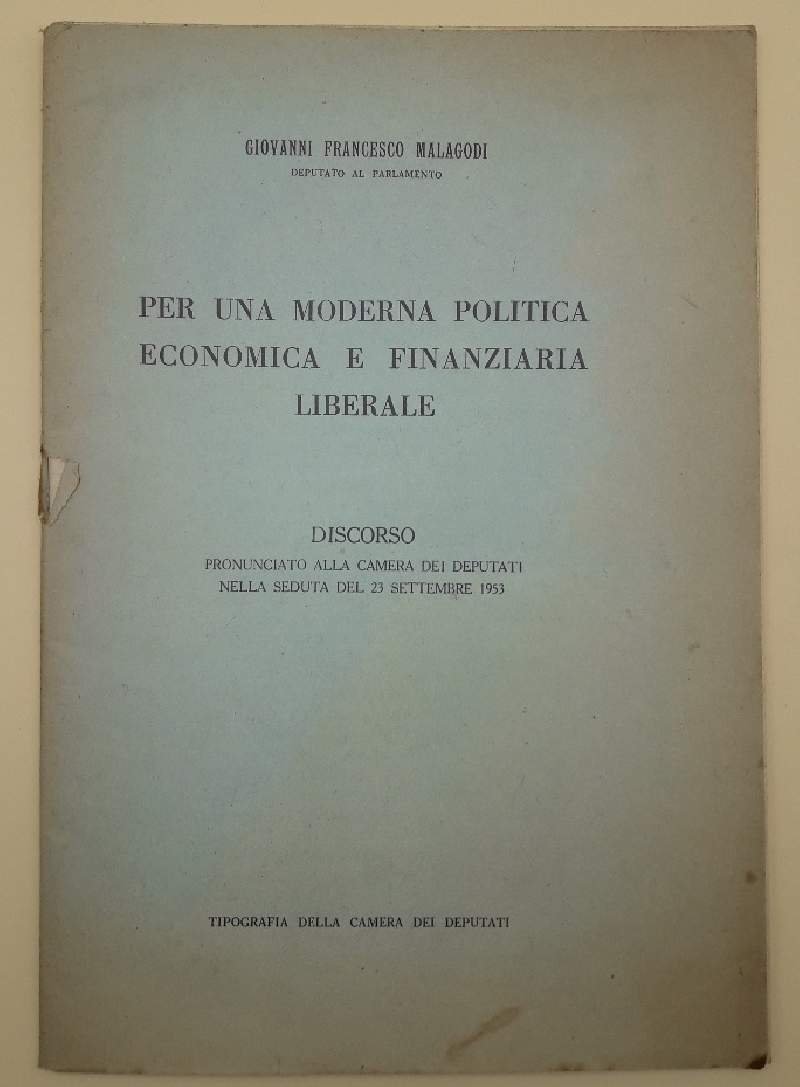 GIOVANNI FRANCESCO MALAGODI
DEPUTATO AL PARLAMENTO
PER UNA MODERNA POLITICA
ECONOMICA E FINANZIARIA
LIBERALE
DISCORSO
PRONUNCIATO ALLA CAMERA DEI DEPUTATI
NELLA SEDUTA DEL 23 SETTEMBRE 1953
TIPOGRAFIA DELLA CAMERA DEI DEPUTATI